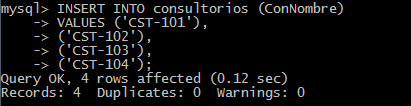 mysql> INSERT INTO consultorios (ConNombre)
    -> VALUES ('CST-101'),
    -> ('CST-102'),
    -> ('CST-103'),
    -> ('CST-104');
Query OK, 4 rows affected (0.12 sec)
Records: 4  Duplicates: 0  Warnings: 0